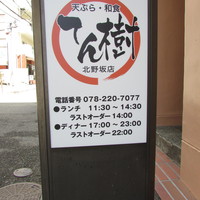 天ぷら・和食
てん樹
北野坂店
電話番号 078-220-7077
●ランチ 11:30～14:30
ラストオーダー 14:00
●ディナー 17:00～23:00
ラストオーダー 22:00